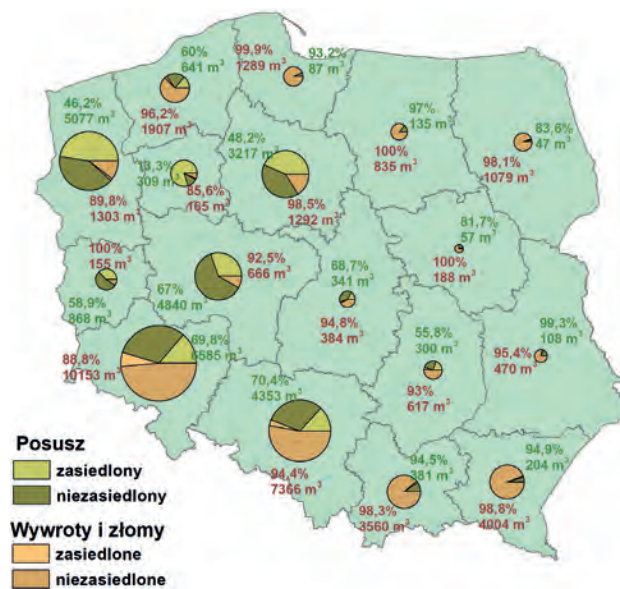 60%
641 m³
99,9%
1289 m³
93,2%
87 m³
46,2%
5077 m³
96,2%
1907 m³
48,2%
3217 m³
97%
135 m³
83,6%
47 m³
13,3%
309 m³
100%
835 m³
98,1%
1079 m³
89,8%
1303 m³
85,6%
165 m³
98,5%
1292 m³
81,7%
57 m³
100%
155 m³
92,5%
666 m³
68,7%
341 m³
100%
188 m³
58,9%
868 m³
67%
4840 m³
94,8%
384 m³
55,8%
300 m³
99,3%
108 m³
88,8%
10153 m³
69,8%
6585 m³
95,4%
470 m³
70,4%
4353 m³
93%
617 m³
94,4%
7366 m³
94,5%
381 m³
94,9%
204 m³
98,3%
3560 m³
98,8%
4004 m³
Posusz
zasiedlony
niezasiedlony
Wywroty i złomy
zasiedlone
niezasiedlone